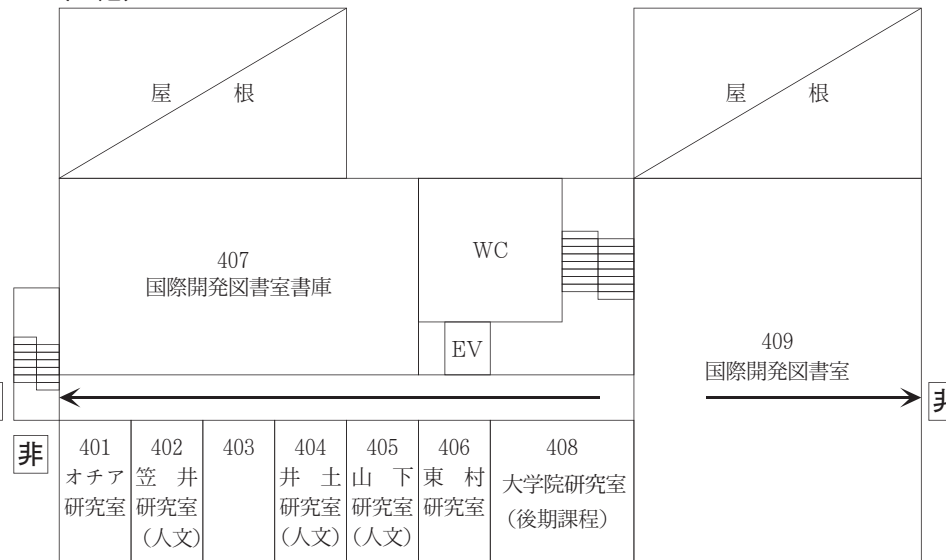 屋 根
屋 根
407
国際開発図書室書庫
WC
EV
409
国際開発図書室
非
401
オチア
研究室
402
笠 井
研究室
(人文)
403
404
井 土
研究室
(人文)
405
山 下
研究室
(人文)
406
東 村
研究室
408
大学院研究室
(後期課程)